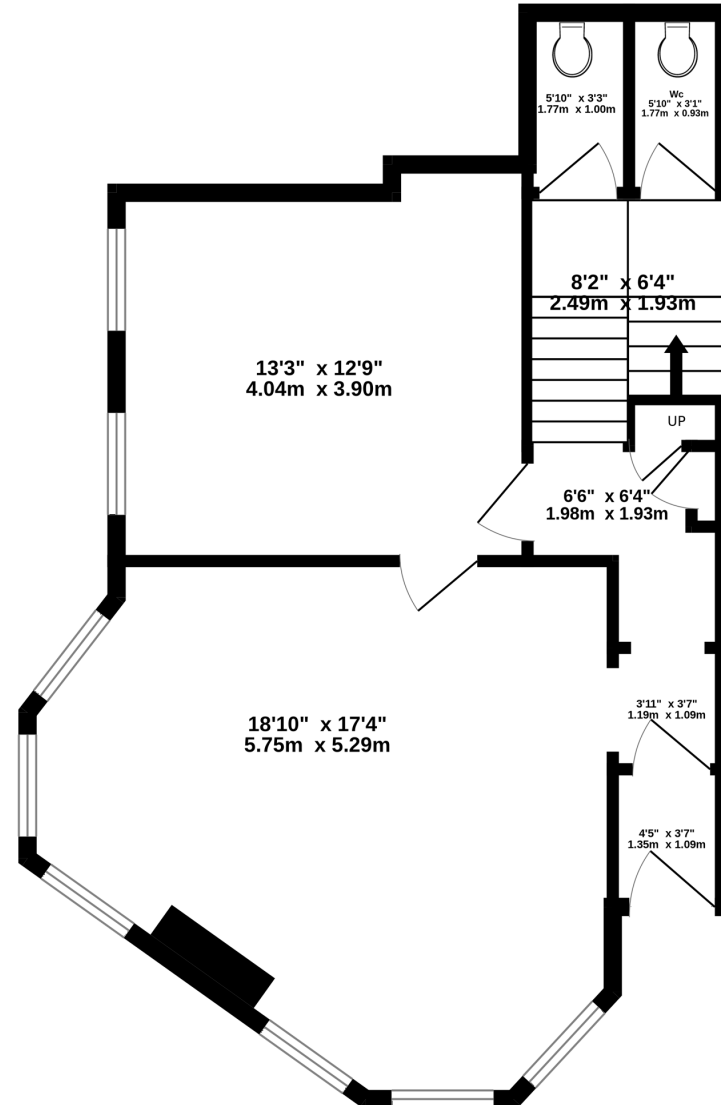 5'10" x 3'3"
1.77m x 1.00m
Wc
5'10" x 3'1"
1.77m x 0.93m
8'2" x 6'4"
2.49m x 1.93m
13'3" x 12'9"
4.04m x 3.90m
UP
6'6" x 6'4"
1.98m x 1.93m
3'11" x 3'7"
1.19m x 1.09m
18'10" x 17'4"
5.75m x 5.29m
4'5" x 3'7"
1.35m x 1.09m